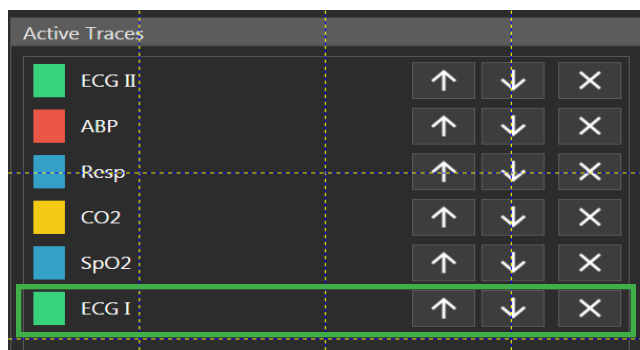 Active Traces
ECG II
ABP
Resp
CO2
SpO2
ECG I